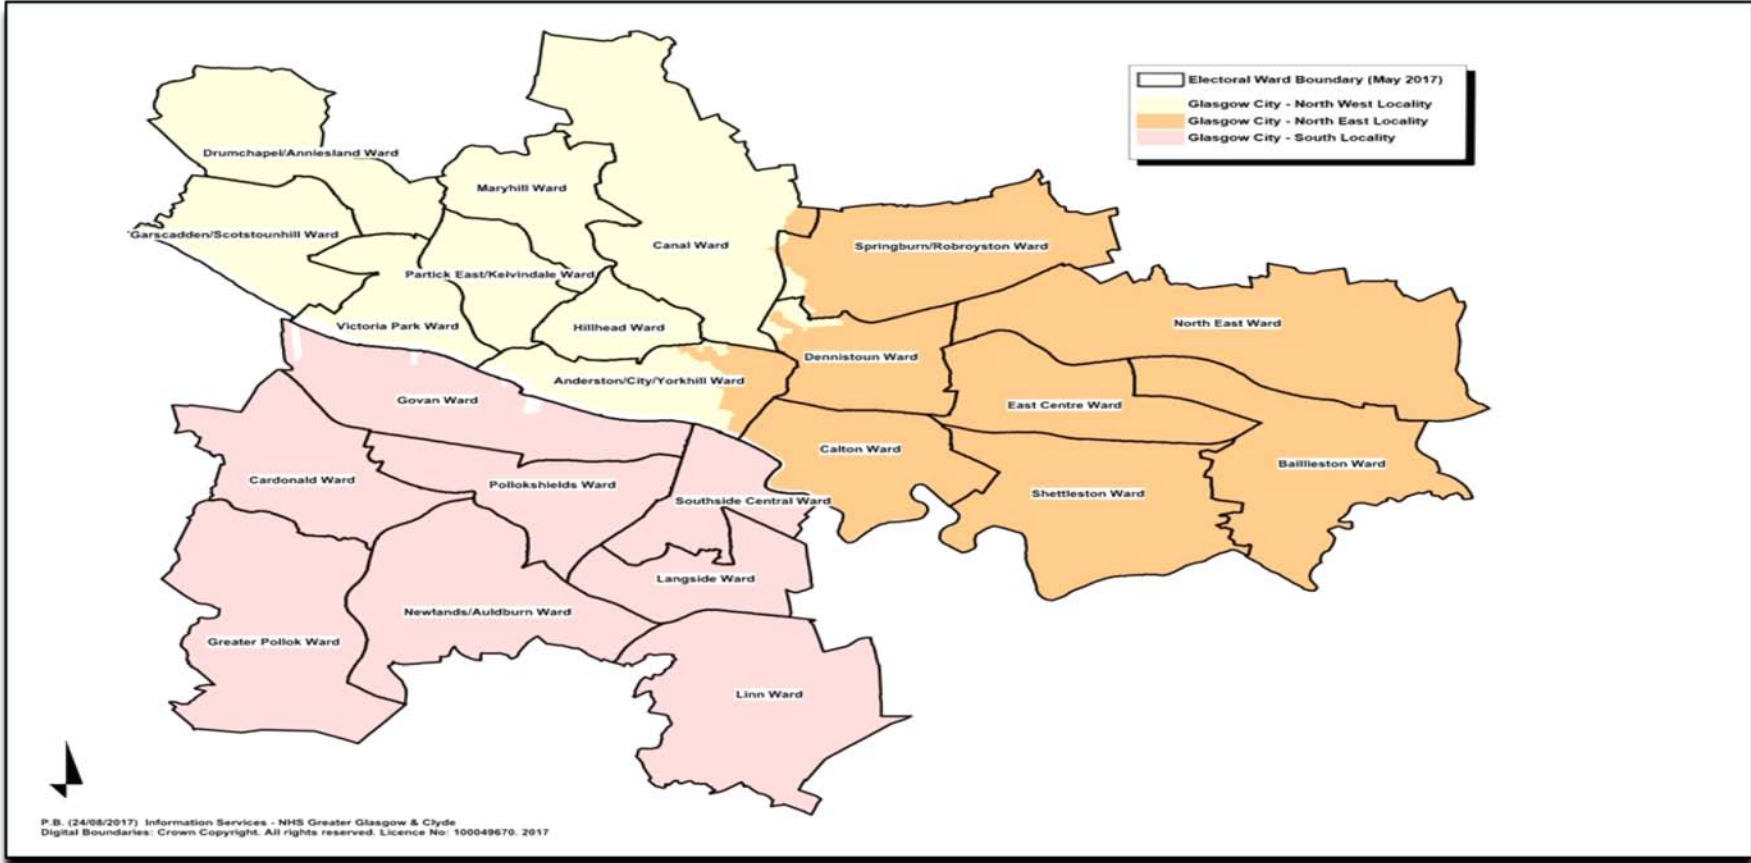 Electoral Ward Boundary (May 2017)
Glasgow City - North West Locality
Glasgow City - North East Locality
Glasgow City - South Locality
Drumchapel/Anniesland Ward
Maryhill Ward
Garscadden/Scotstounhill Ward
Canal Ward
Springburn/Robroyston Ward
Partick East/Kelvindale Ward
Victoria Park Ward
Hillhead Ward
North East Ward
Dennistoun Ward
Anderston/City/Yorkhill Ward
Govan Ward
East Centre Ward
Calton Ward
Baillieston Ward
Cardonald Ward
Pollokshields Ward
Shettleston Ward
Southside Central Ward
Langside Ward
Newlands/Auldburn Ward
Greater Pollok Ward
Linn Ward
P.B. (24/08/2017) Information Services - NHS Greater Glasgow & Clyde
Digital Boundaries: Crown Copyright. All rights reserved. Licence No: 100049670. 2017